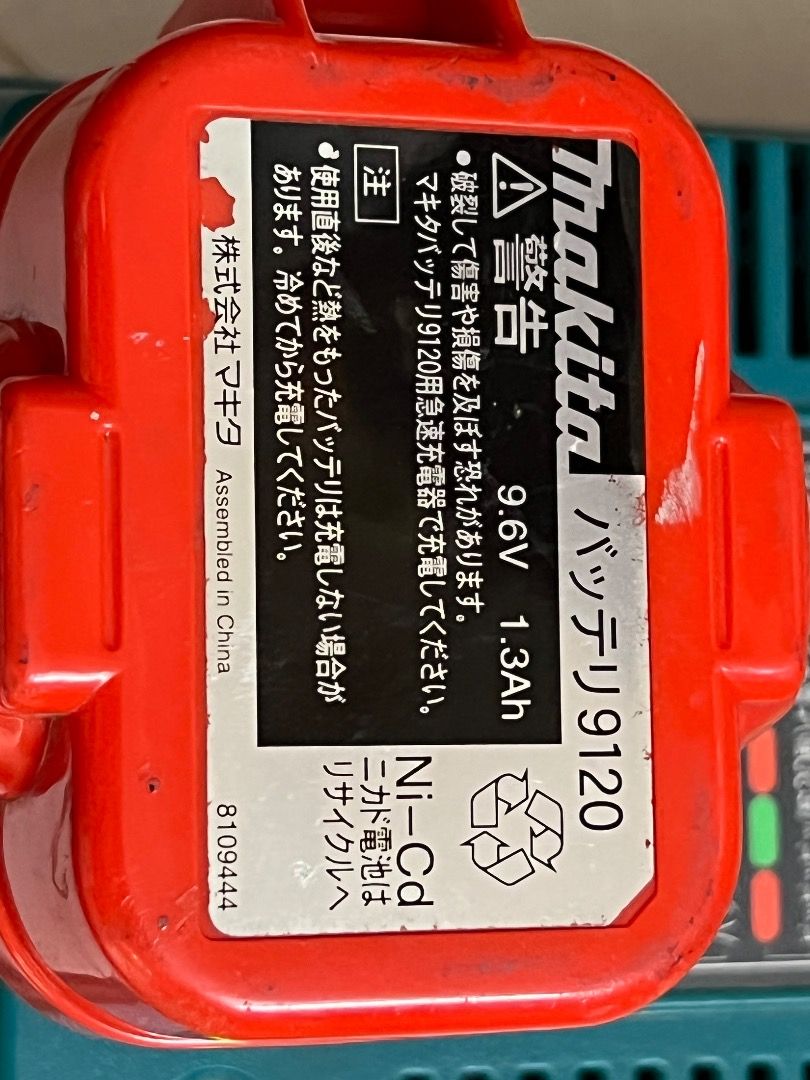 makita バッテリ9120
⚠警告 9.6V 1.3Ah
●破裂して傷害や損傷を及ぼす恐れがあります。
マキタバッテリ9120用急速充電器で充電してください。
注
●使用直後など熱をもったバッテリは充電しない場合が
あります。冷めてから充電してください。
Ni-Cd
ニカド電池は
リサイクルへ
株式会社マキタ Assembled in China 8109444